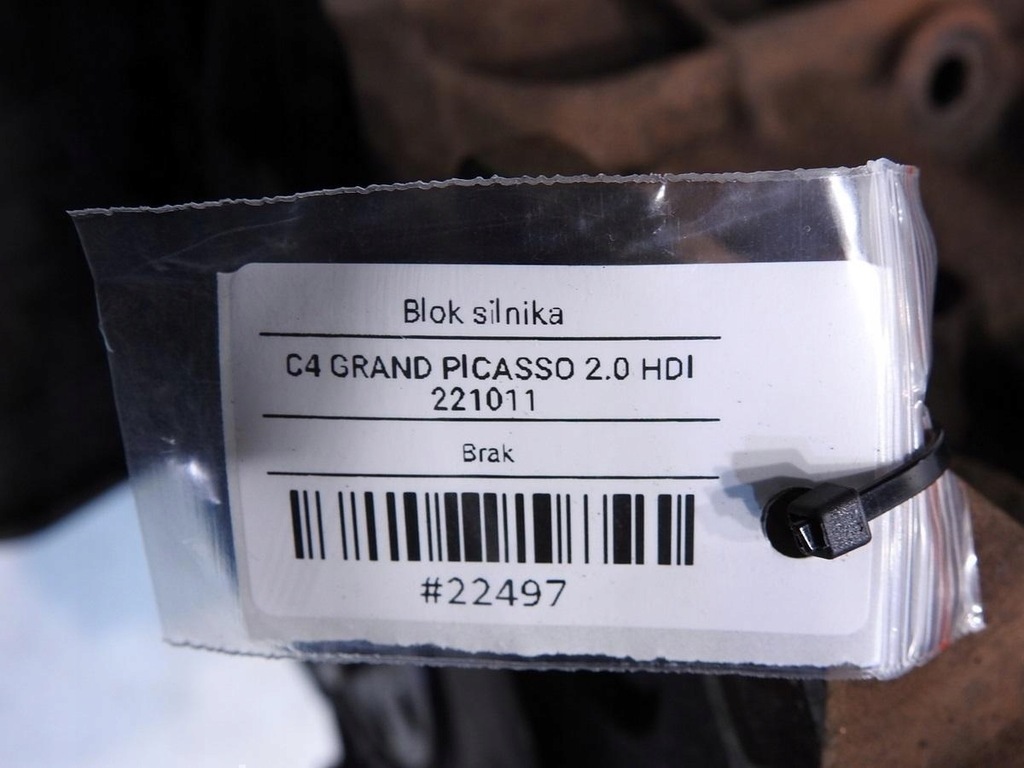 Blok silnika
C4 GRAND PICASSO 2.0 HDI
221011
Brak
#22497